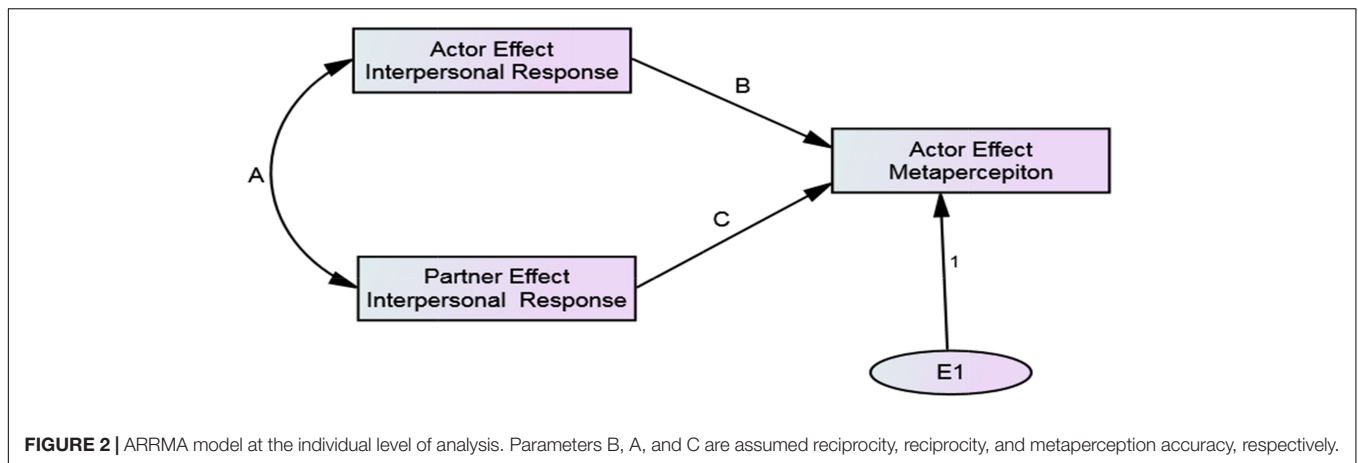 Actor Effect
Interpersonal Response
B
Actor Effect
Metapercepiton
A
C
Partner Effect
Interpersonal Response
1
E1
FIGURE 2 | ARRMA model at the individual level of analysis. Parameters B, A, and C are assumed reciprocity, reciprocity, and metaperception accuracy, respectively.